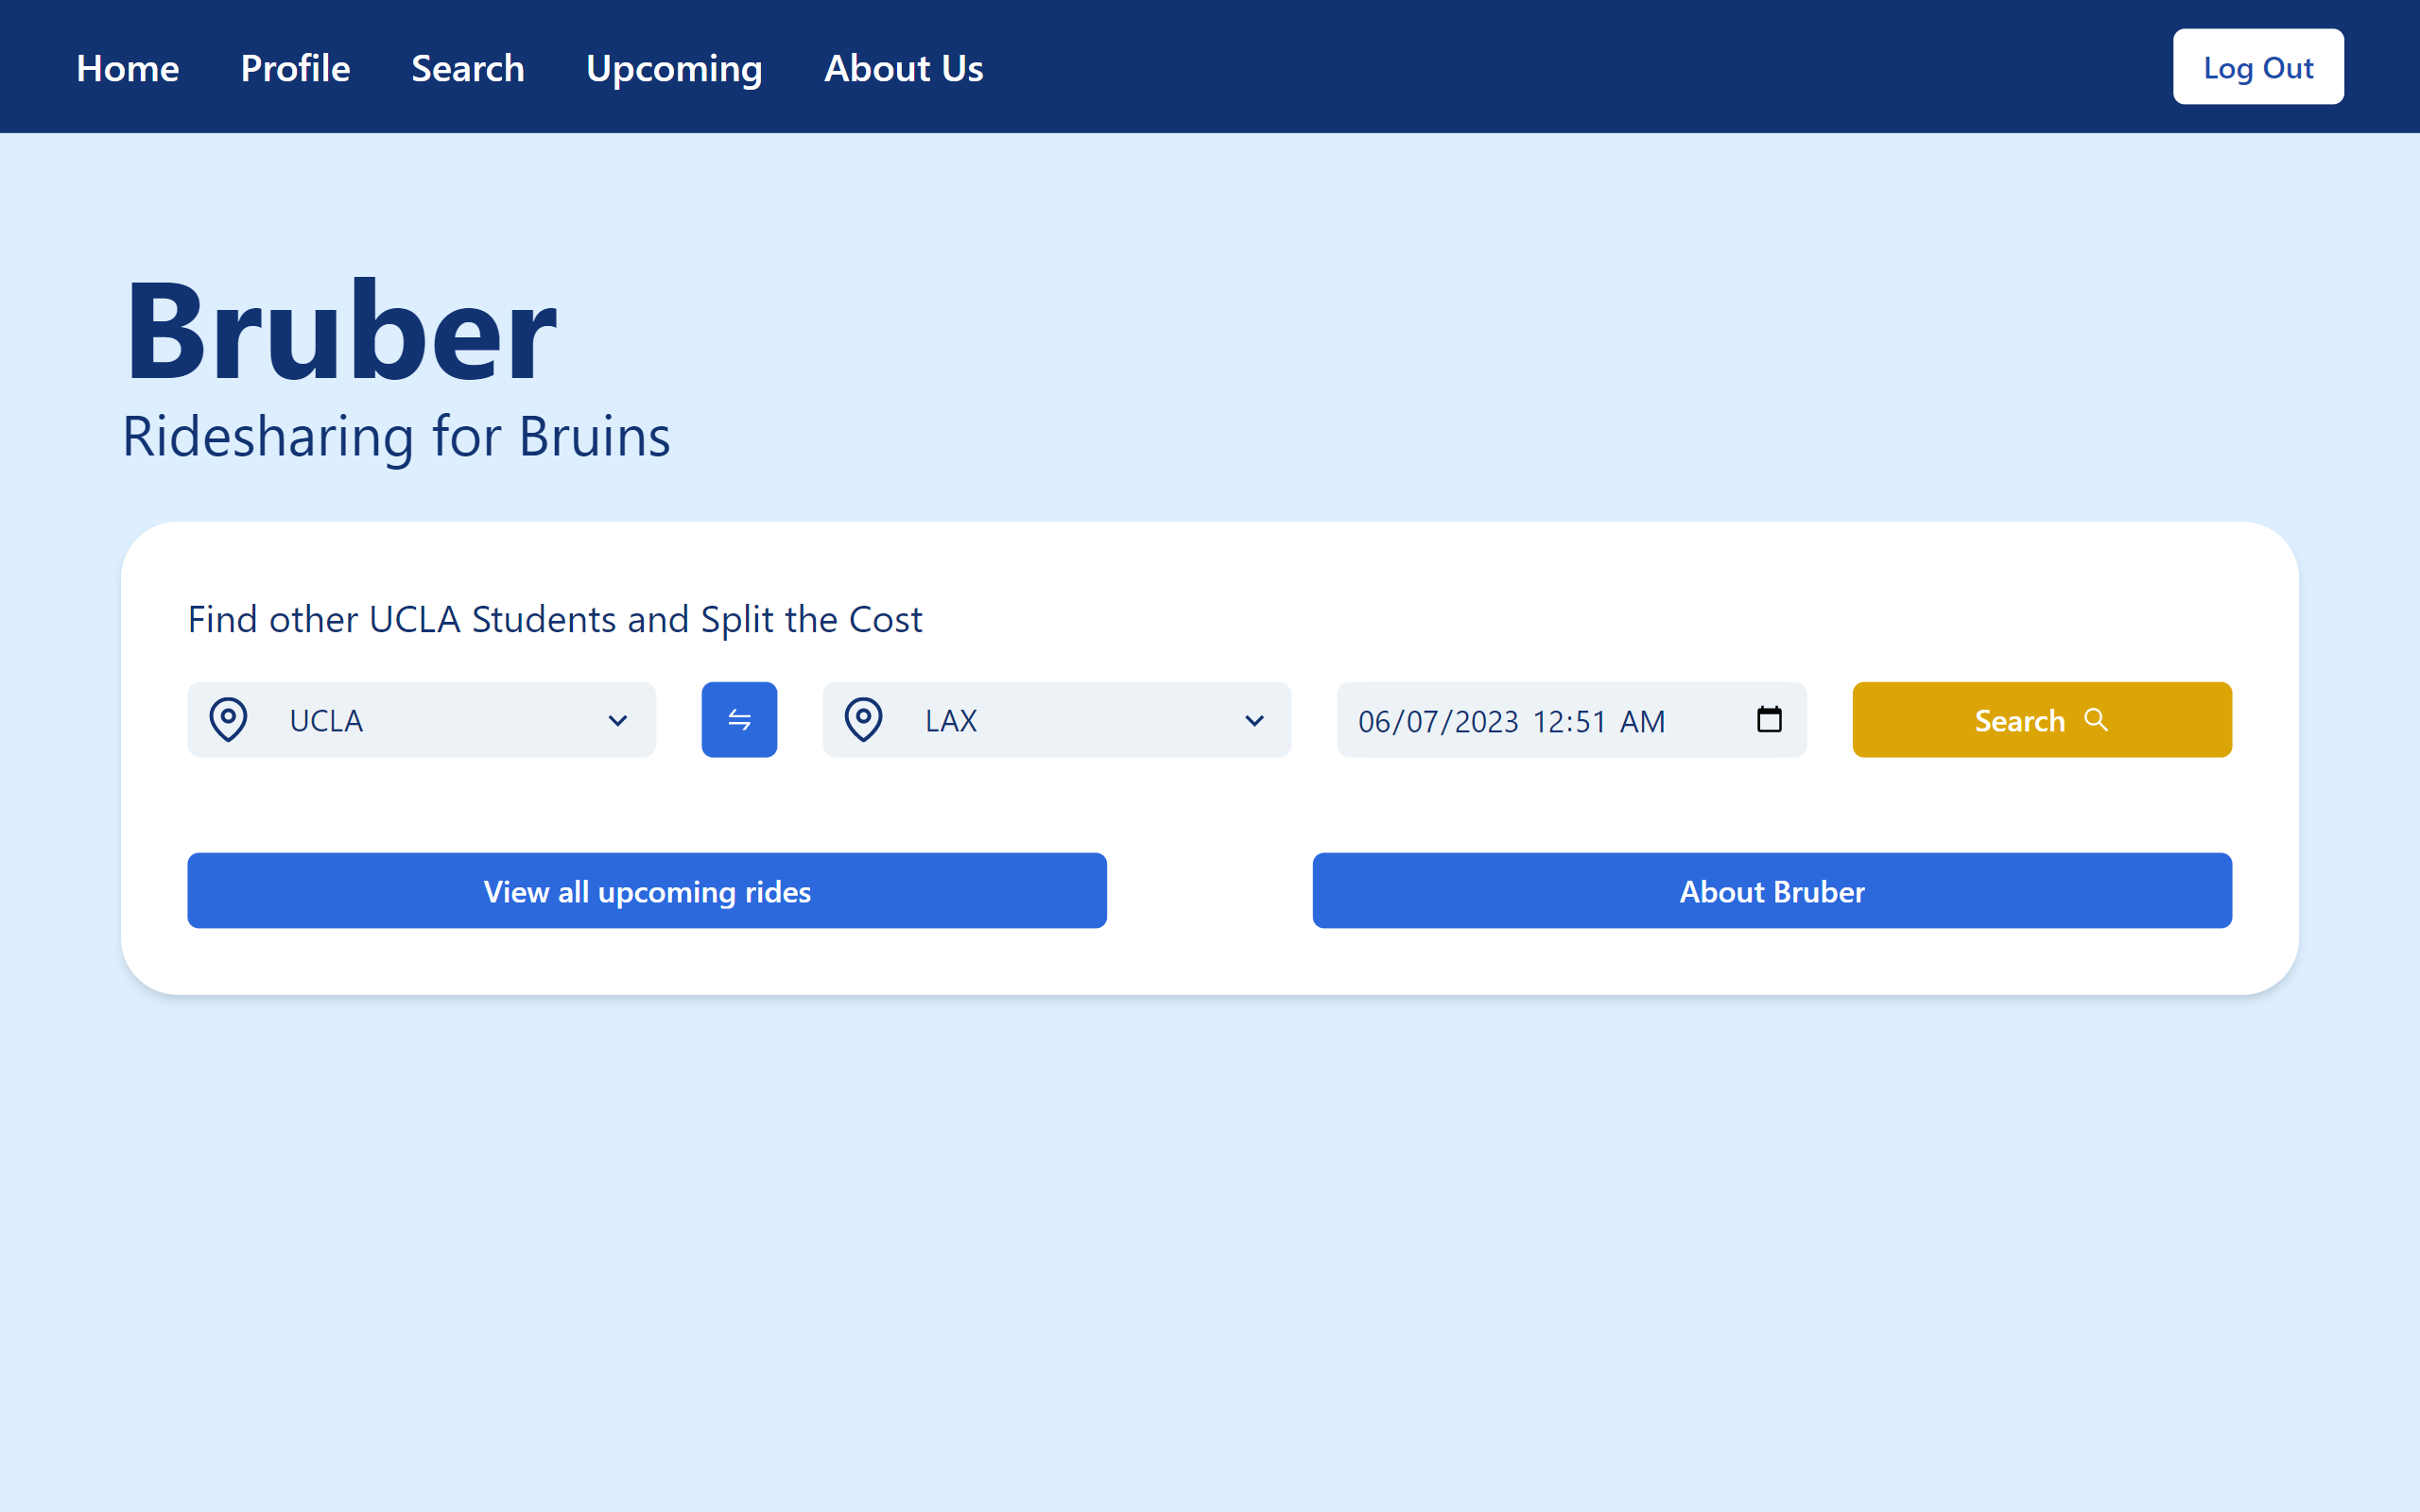 Home Profile Search Upcoming About Us Log Out
Bruber
Ridesharing for Bruins
Find other UCLA Students and Split the Cost
UCLA LAX 06/07/2023 12:51 AM Search
View all upcoming rides About Bruber